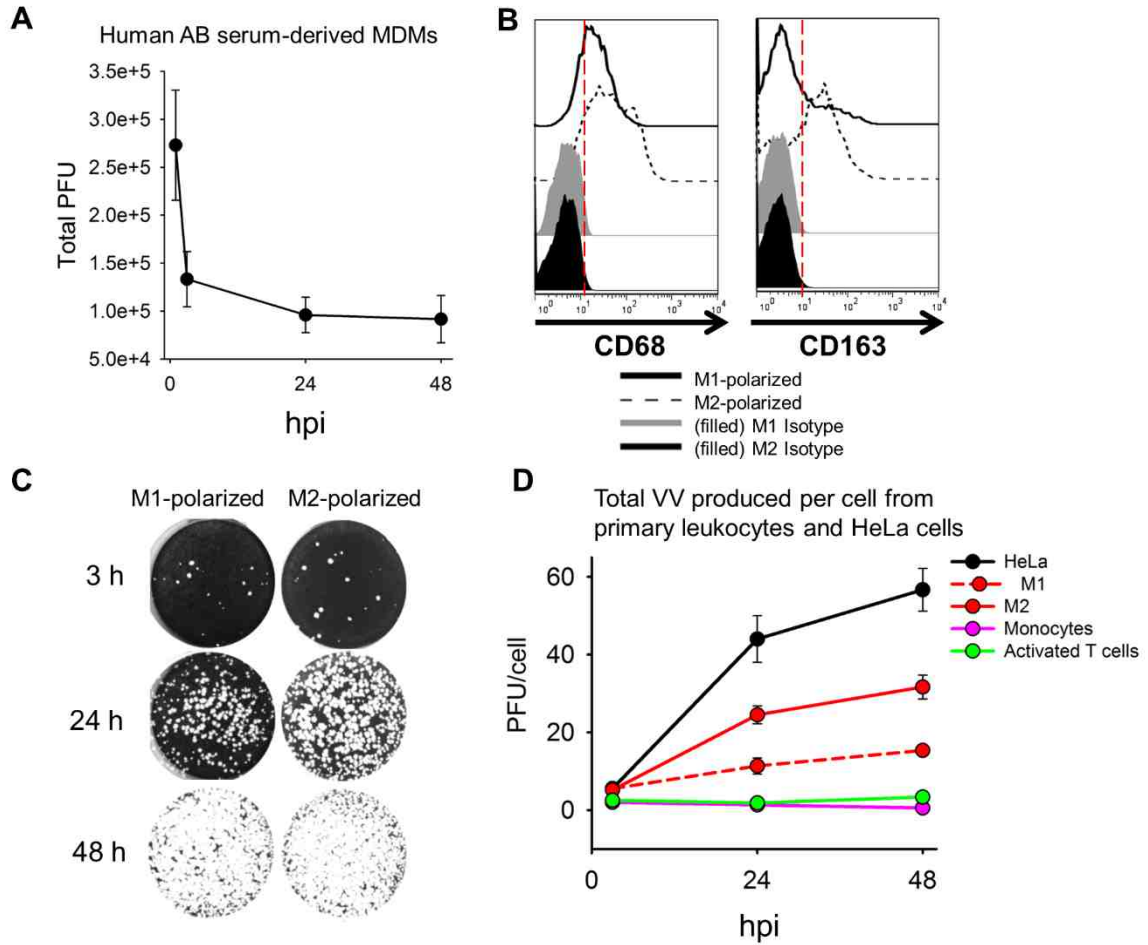 A
Human AB serum-derived MDMs
3.5e+5
3.0e+5
2.5e+5
2.0e+5
1.5e+5
1.0e+5
5.0e+4
Total PFU
0 24 48
hpi
B
10⁰ 10¹ 10² 10³ 10⁴
CD68
10⁰ 10¹ 10² 10³ 10⁴
CD163
M1-polarized
M2-polarized
(filled) M1 Isotype
(filled) M2 Isotype
C
M1-polarized M2-polarized
3 h
24 h
48 h
D
Total VV produced per cell from
primary leukocytes and HeLa cells
60
40
20
0
PFU/cell
0 24 48
hpi
HeLa
M1
M2
Monocytes
Activated T cells